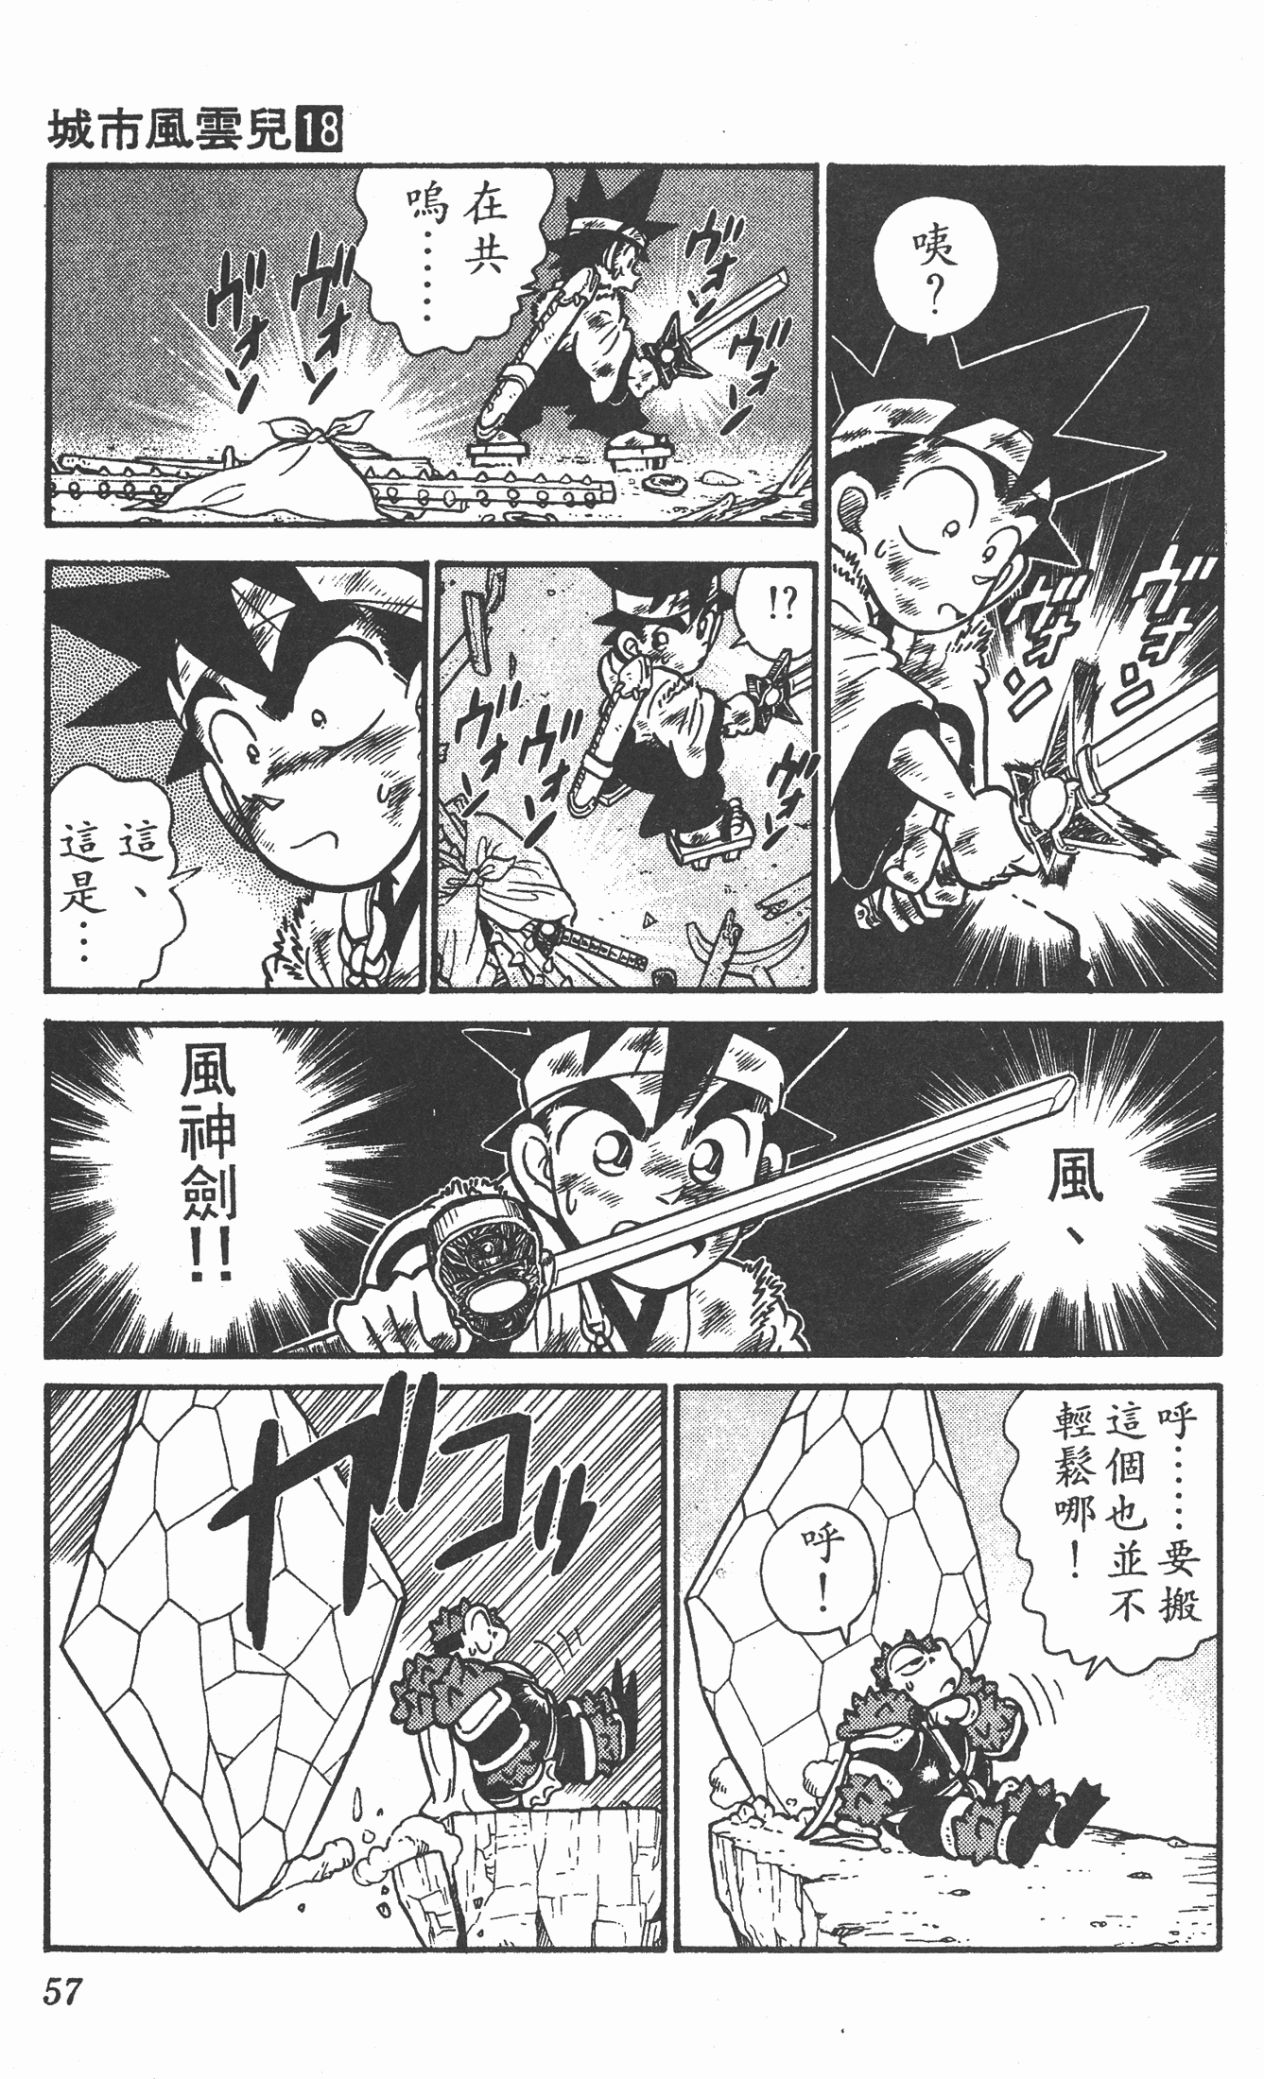 城市風雲兒18
咦?
ヴォン
ヴォン
在共
鳴……
ヴォン
ヴォン
ヴォン
ヴォン
!?
ヴォン
ヴォン
ヴォン
這、
這是…
風、
風神劍!!
呼……要搬
這個也並不
輕鬆哪!
呼!
ガコッ
57